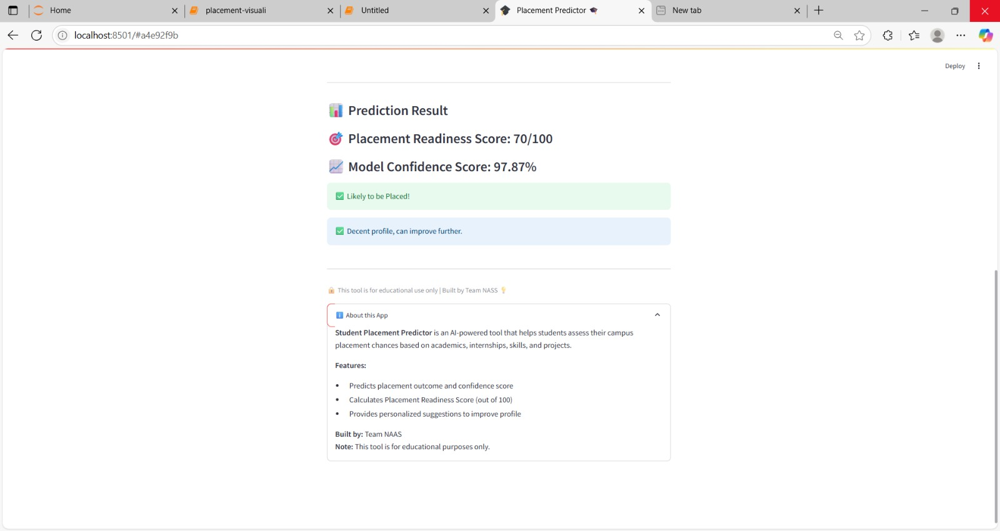 Home
placement-visuali
Untitled
Placement Predictor
New tab
localhost:8501/#a4e92f9b
Deploy
Prediction Result
Placement Readiness Score: 70/100
Model Confidence Score: 97.87%
Likely to be Placed!
Decent profile, can improve further.
This tool is for educational use only | Built by Team NASS
About this App
Student Placement Predictor is an AI-powered tool that helps students assess their campus
placement chances based on academics, internships, skills, and projects.
Features:
• Predicts placement outcome and confidence score
• Calculates Placement Readiness Score (out of 100)
• Provides personalized suggestions to improve profile
Built by: Team NAAS
Note: This tool is for educational purposes only.